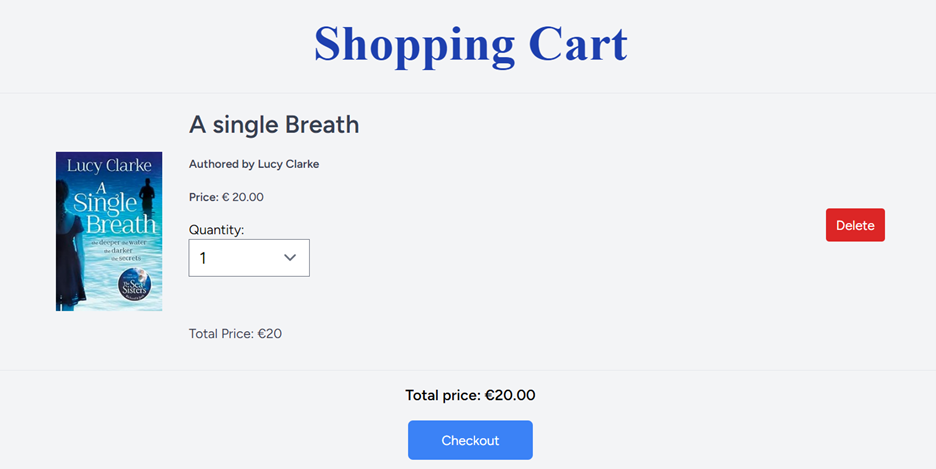 Shopping Cart
A single Breath
Authored by Lucy Clarke
Price: € 20.00
Quantity:
1
Total Price: €20
Delete
Lucy Clarke
A
Single
Breath
the deeper the water
the darker
the secrets
The Sea
Sisters
Total price: €20.00
Checkout